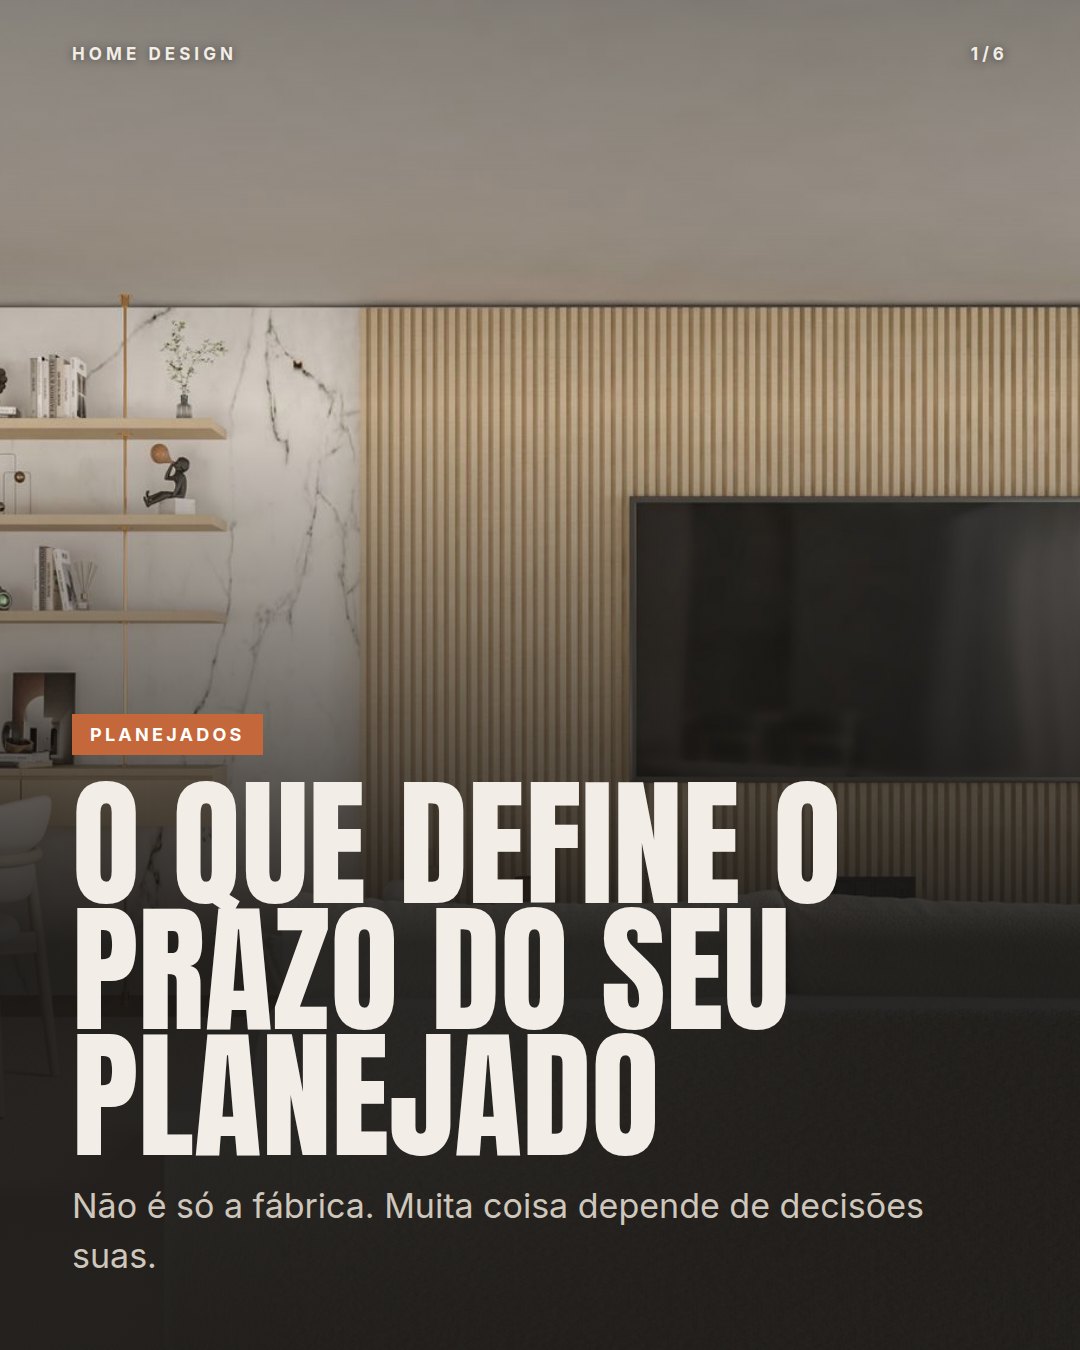 HOME DESIGN
1/6
PLANEJADOS
O QUE DEFINE O
PRAZO DO SEU
PLANEJADO
Não é só a fábrica. Muita coisa depende de decisões
suas.